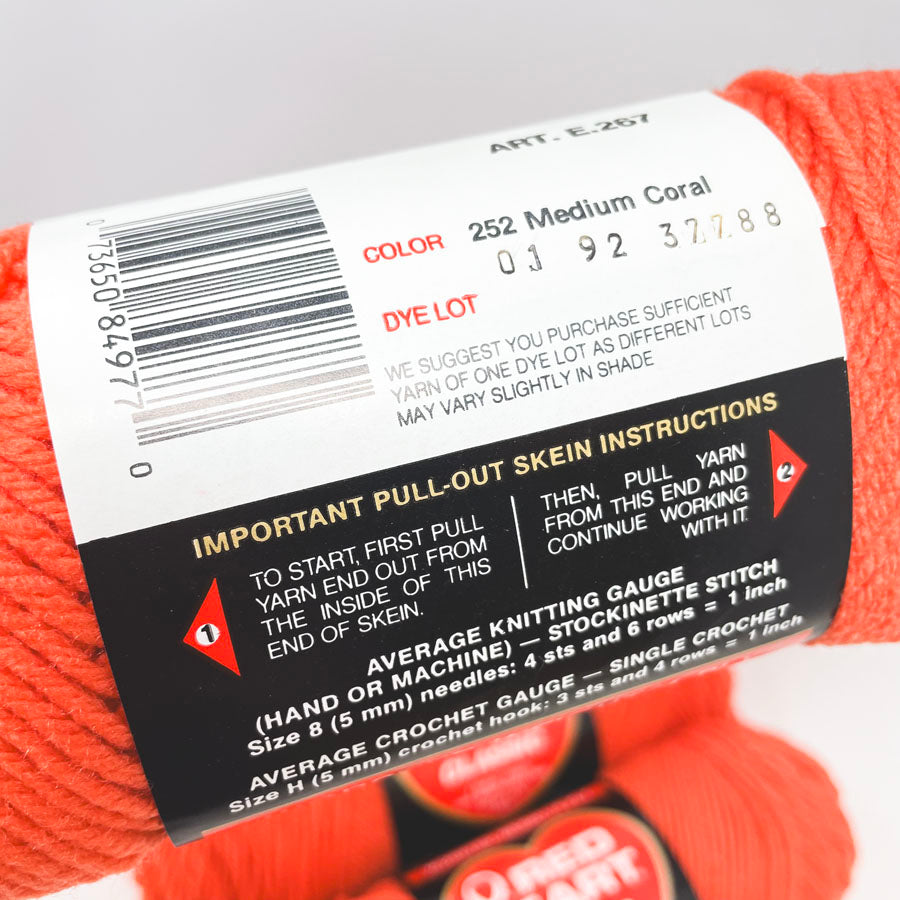 ART. E.267
COLOR 252 Medium Coral
01 92 37788
DYE LOT
WE SUGGEST YOU PURCHASE SUFFICIENT
YARN OF ONE DYE LOT AS DIFFERENT LOTS
MAY VARY SLIGHTLY IN SHADE
0 73650 84977 0
IMPORTANT PULL-OUT SKEIN INSTRUCTIONS
1
TO START, FIRST PULL
YARN END OUT FROM
THE INSIDE OF THIS
END OF SKEIN.
THEN, PULL YARN
FROM THIS END AND
CONTINUE WORKING
WITH IT
2
AVERAGE KNITTING GAUGE
(HAND OR MACHINE) — STOCKINETTE STITCH
Size 8 (5 mm) needles: 4 sts and 6 rows = 1 inch
AVERAGE CROCHET GAUGE — SINGLE CROCHET
Size H (5 mm) crochet hook: 3 sts and 4 rows = 1 inch
CLASSIC
RED
HEART